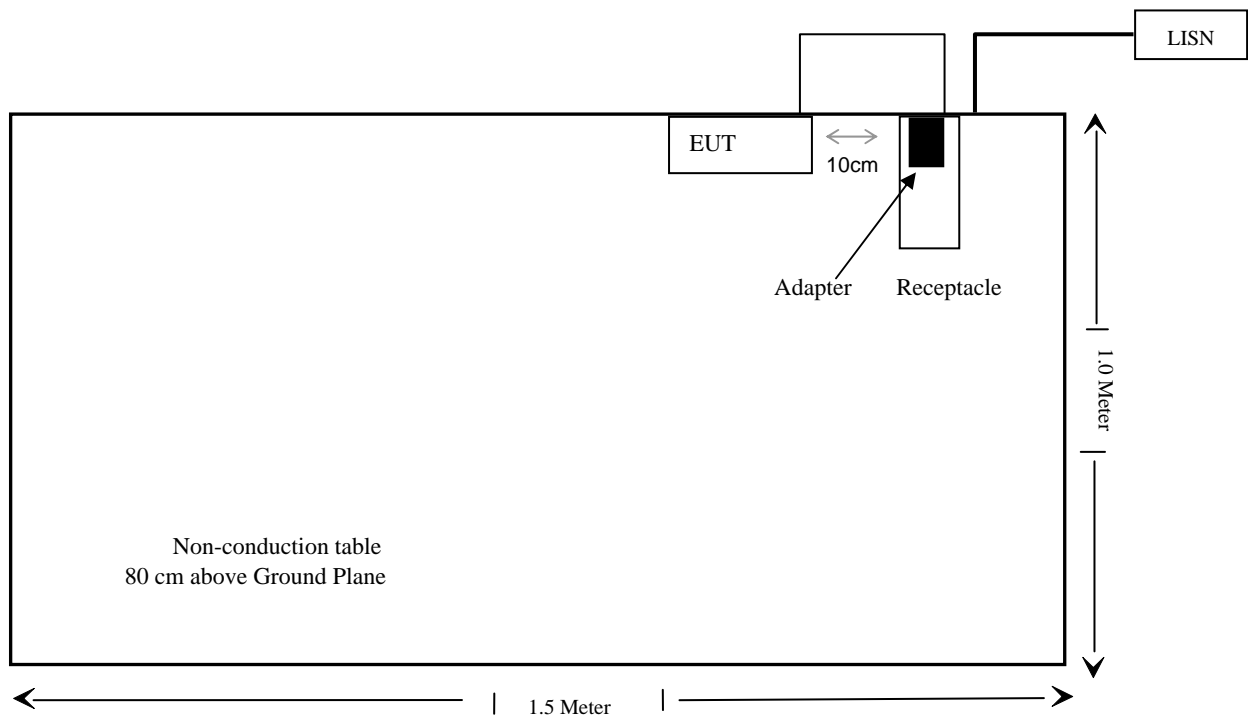 LISN
EUT
10cm
Adapter
Receptacle
1.0 Meter
Non-conduction table
80 cm above Ground Plane
1.5 Meter